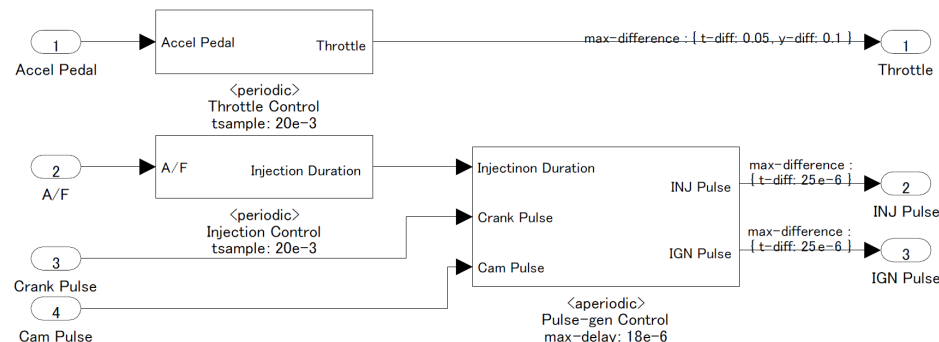 1
Accel Pedal
Accel Pedal
Throttle
max-difference : { t-diff: 0.05, y-diff: 0.1 }
1
Throttle
<periodic>
Throttle Control
tsample: 20e-3
2
A/F
A/F
Injection Duration
<periodic>
Injection Control
tsample: 20e-3
Injectinon Duration
Crank Pulse
Cam Pulse
INJ Pulse
IGN Pulse
<aperiodic>
Pulse-gen Control
max-delay: 18e-6
max-difference :
{ t-diff: 25e-6 }
2
INJ Pulse
max-difference :
{ t-diff: 25e-6 }
3
IGN Pulse
3
Crank Pulse
4
Cam Pulse